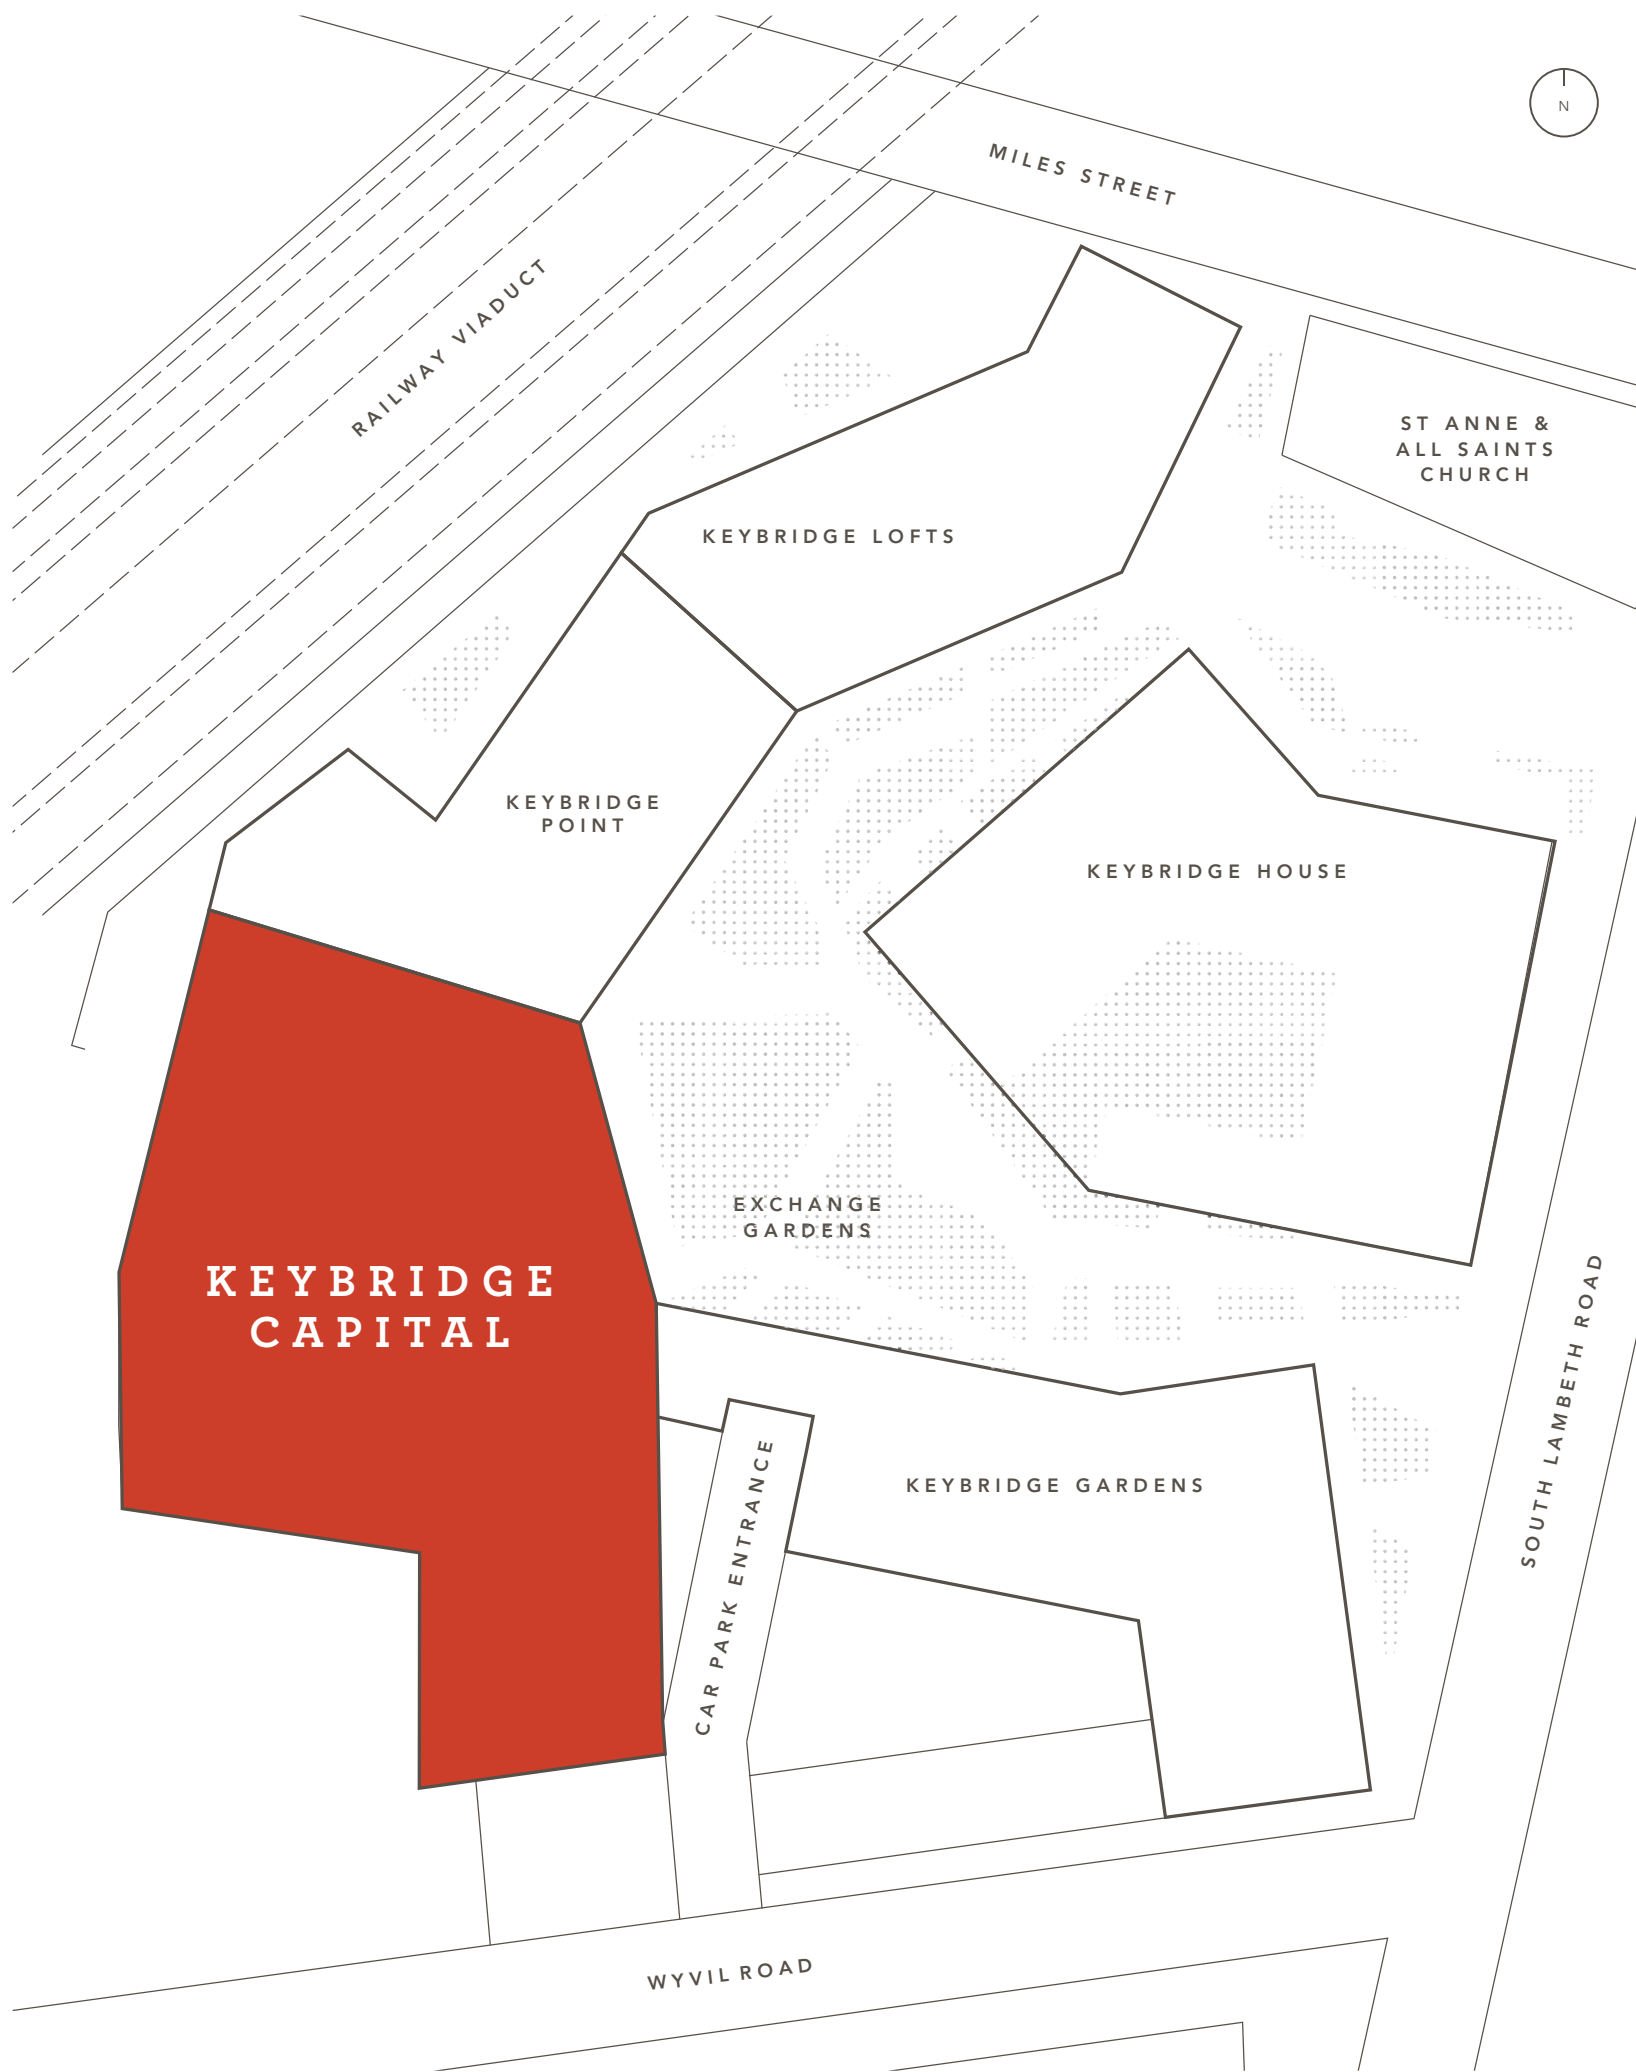 N
MILES STREET
RAILWAY VIADUCT
ST ANNE &
ALL SAINTS
CHURCH
KEYBRIDGE LOFTS
KEYBRIDGE
POINT
KEYBRIDGE HOUSE
EXCHANGE
GARDENS
KEYBRIDGE
CAPITAL
SOUTH LAMBETH ROAD
KEYBRIDGE GARDENS
CAR PARK ENTRANCE
WYVIL ROAD